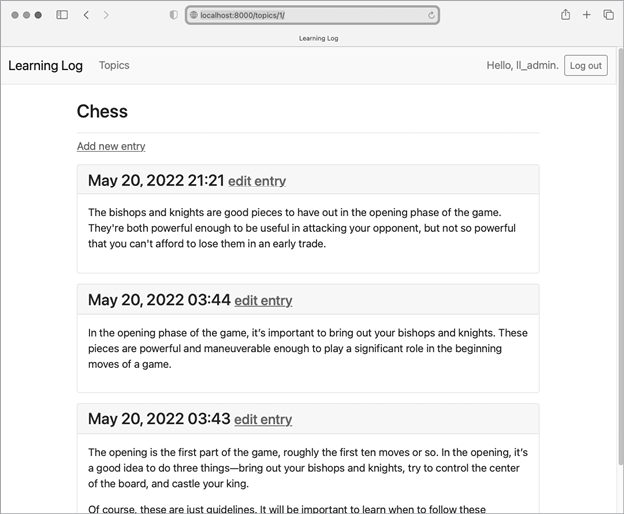 localhost:8000/topics/1/
Learning Log
Learning Log Topics Hello, ll_admin. Log out
Chess
Add new entry
May 20, 2022 21:21 edit entry
The bishops and knights are good pieces to have out in the opening phase of the game.
They're both powerful enough to be useful in attacking your opponent, but not so powerful
that you can't afford to lose them in an early trade.
May 20, 2022 03:44 edit entry
In the opening phase of the game, it’s important to bring out your bishops and knights. These
pieces are powerful and maneuverable enough to play a significant role in the beginning
moves of a game.
May 20, 2022 03:43 edit entry
The opening is the first part of the game, roughly the first ten moves or so. In the opening, it’s
a good idea to do three things—bring out your bishops and knights, try to control the center
of the board, and castle your king.
Of course, these are just guidelines. It will be important to learn when to follow these